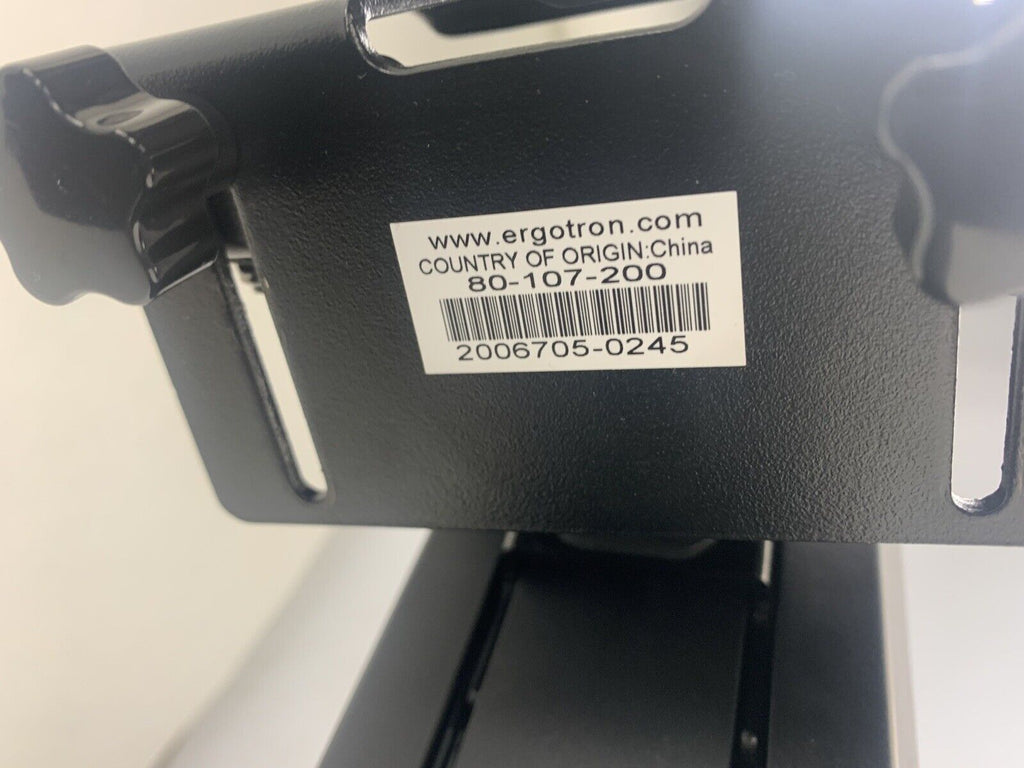 www.ergotron.com
COUNTRY OF ORIGIN:China
80-107-200
2006705-0245